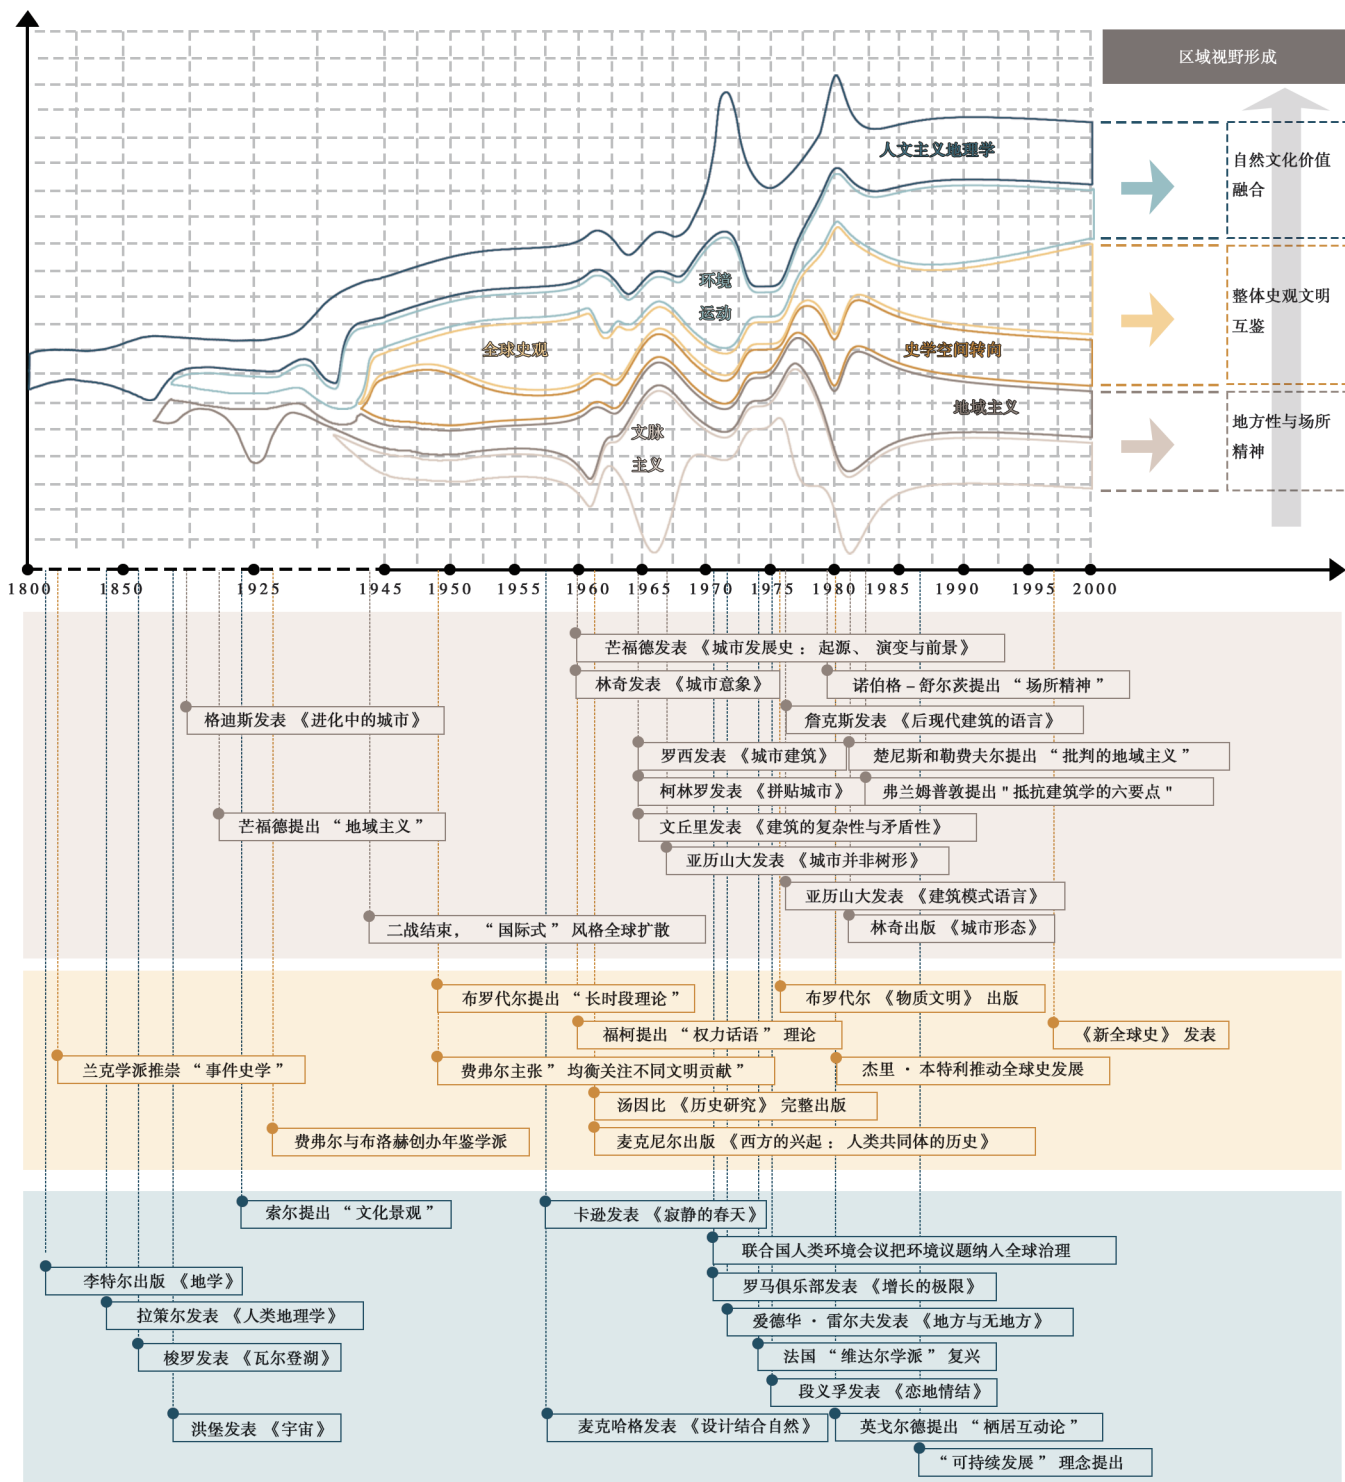 区域视野形成
人文主义地理学
自然文化价值
融合
环境
运动
整体史观文明
互鉴
全球史观
史学空间转向
地域主义
地方性与场所
精神
文脉
主义
1800 1850 1925 1945 1950 1955 1960 1965 1970 1975 1980 1985 1990 1995 2000
芒福德发表 《城市发展史 ： 起源、 演变与前景》
林奇发表 《城市意象》
诺伯格 – 舒尔茨提出 “ 场所精神 ”
格迪斯发表 《进化中的城市》
詹克斯发表 《后现代建筑的语言》
罗西发表 《城市建筑》
楚尼斯和勒费夫尔提出 “ 批判的地域主义 ”
柯林罗发表 《拼贴城市》
弗兰姆普敦提出 " 抵抗建筑学的六要点 "
芒福德提出 “ 地域主义 ”
文丘里发表 《建筑的复杂性与矛盾性》
亚历山大发表 《城市并非树形》
亚历山大发表 《建筑模式语言》
二战结束， “ 国际式 ” 风格全球扩散
林奇出版 《城市形态》
布罗代尔提出 “ 长时段理论 ”
布罗代尔 《物质文明》 出版
福柯提出 “ 权力话语 ” 理论
《新全球史》 发表
兰克学派推崇 “ 事件史学 ”
费弗尔主张 ” 均衡关注不同文明贡献 ”
杰里 · 本特利推动全球史发展
汤因比 《历史研究》 完整出版
费弗尔与布洛赫创办年鉴学派
麦克尼尔出版 《西方的兴起 ： 人类共同体的历史》
索尔提出 “ 文化景观 ”
卡逊发表 《寂静的春天》
联合国人类环境会议把环境议题纳入全球治理
李特尔出版 《地学》
罗马俱乐部发表 《增长的极限》
拉策尔发表 《人类地理学》
爱德华 · 雷尔夫发表 《地方与无地方》
梭罗发表 《瓦尔登湖》
法国 “ 维达尔学派 ” 复兴
段义孚发表 《恋地情结》
洪堡发表 《宇宙》
麦克哈格发表 《设计结合自然》
英戈尔德提出 “ 栖居互动论 ”
“ 可持续发展 ” 理念提出